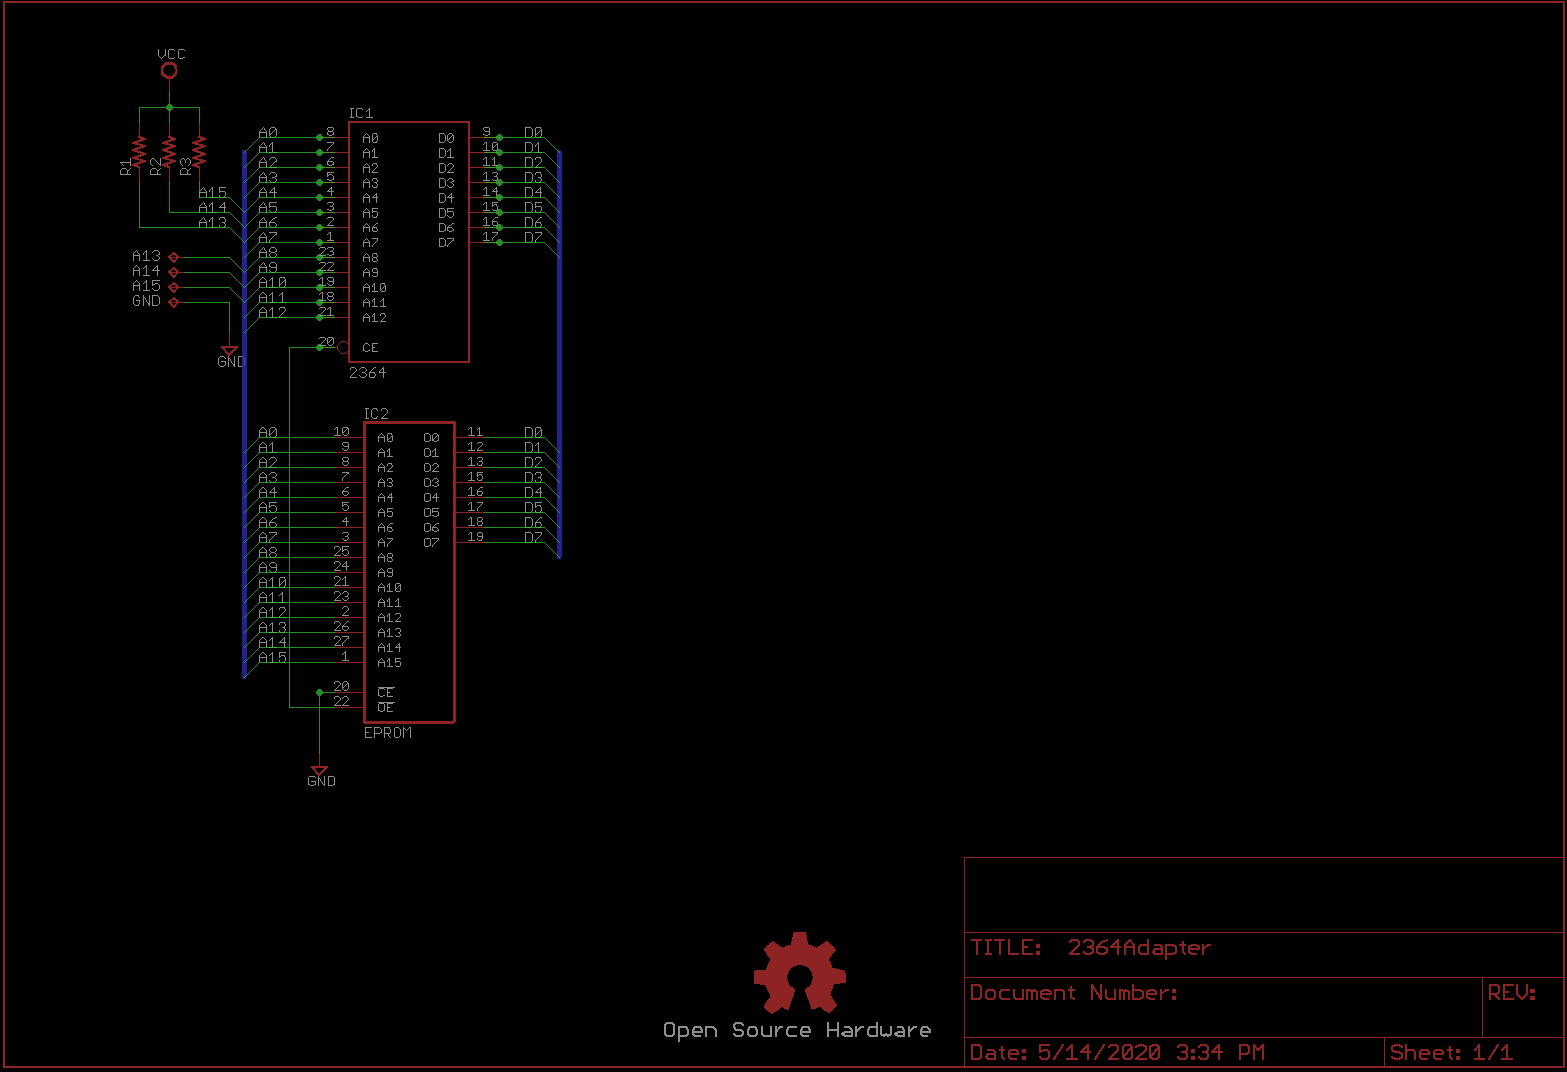 VCC
R1 R2 R3
A15
A14
A13
A13
A14
A15
GND
GND
IC1
A0 8 A0 D0 9 D0
A1 7 A1 D1 10 D1
A2 6 A2 D2 11 D2
A3 5 A3 D3 13 D3
A4 4 A4 D4 14 D4
A5 3 A5 D5 15 D5
A6 2 A6 D6 16 D6
A7 1 A7 D7 17 D7
A8 23 A8
A9 22 A9
A10 19 A10
A11 18 A11
A12 21 A12
20 CE
2364
IC2
A0 10 A0 O0 11 D0
A1 9 A1 O1 12 D1
A2 8 A2 O2 13 D2
A3 7 A3 O3 15 D3
A4 6 A4 O4 16 D4
A5 5 A5 O5 17 D5
A6 4 A6 O6 18 D6
A7 3 A7 O7 19 D7
A8 25 A8
A9 24 A9
A10 21 A10
A11 23 A11
A12 2 A12
A13 26 A13
A14 27 A14
A15 1 A15
20 CE
22 OE
EPROM
GND
Open Source Hardware
TITLE: 2364Adapter
Document Number: REV:
Date: 5/14/2020 3:34 PM Sheet: 1/1